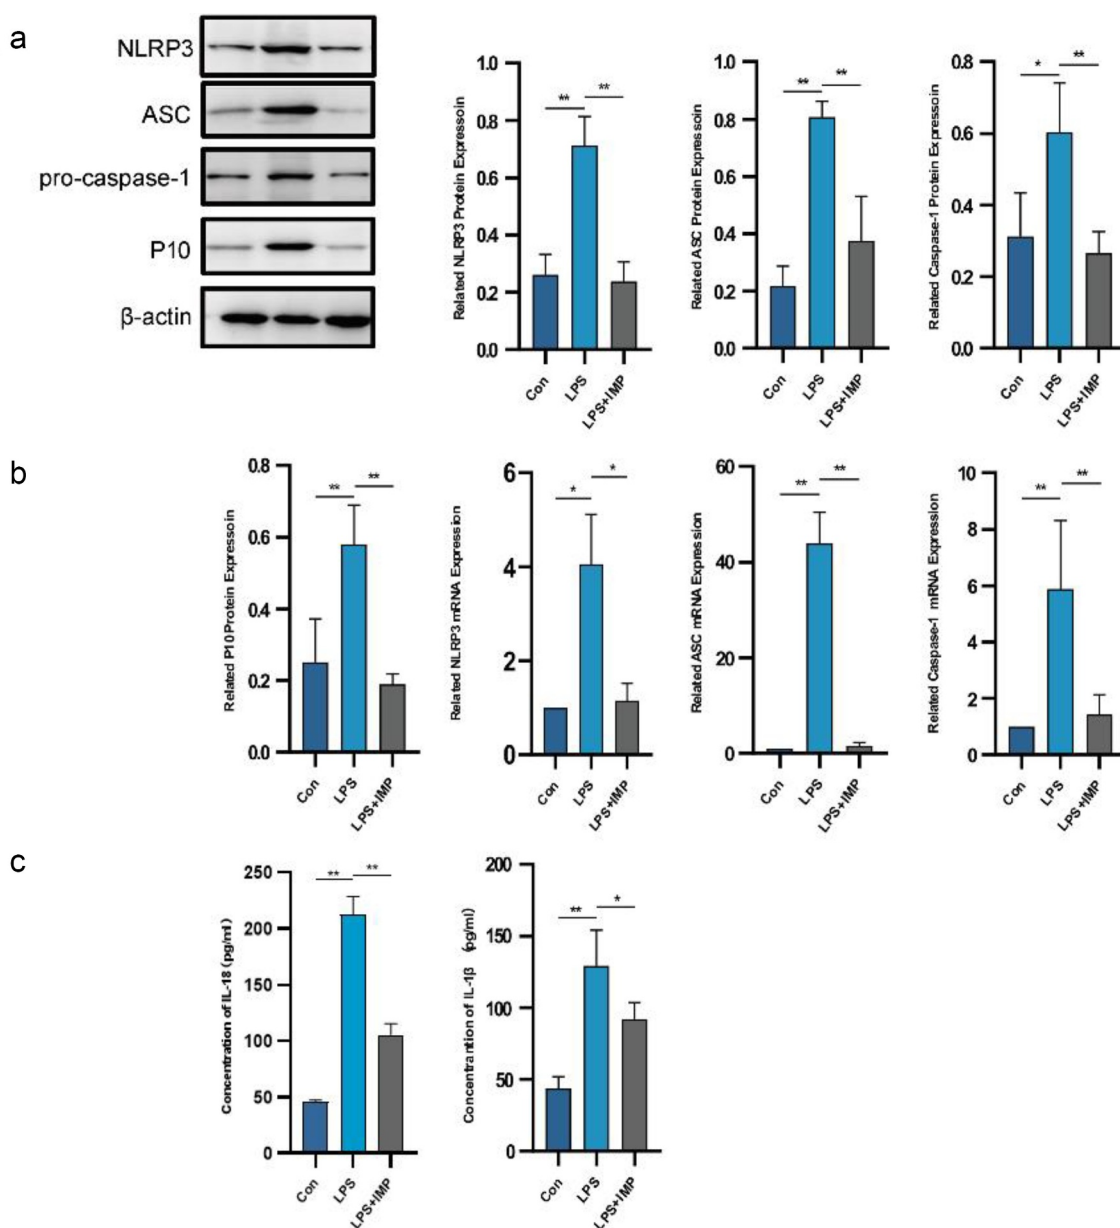 a
NLRP3
ASC
pro-caspase-1
P10
β-actin
Related NLRP3 Protein Expressoin
1.0
0.8
0.6
0.4
0.2
0.0
**
**
Con
LPS
LPS+IMP
Related ASC Protein Expressoin
1.0
0.8
0.6
0.4
0.2
0.0
**
**
Con
LPS
LPS+IMP
Related Caspase-1 Protein Expressoin
0.8
0.6
0.4
0.2
0.0
*
**
Con
LPS
LPS+IMP
b
Related P10 Protein Expressoin
0.8
0.6
0.4
0.2
0.0
**
**
Con
LPS
LPS+IMP
Related NLRP3 mRNA Expression
6
4
2
0
*
*
Con
LPS
LPS+IMP
Related ASC mRNA Expression
60
40
20
0
**
**
Con
LPS
LPS+IMP
Related Caspase-1 mRNA Expression
10
8
6
4
2
0
**
**
Con
LPS
LPS+IMP
c
Concentration of IL-18 (pg/ml)
250
200
150
100
50
0
**
**
Con
LPS
LPS+IMP
Concentrantion of IL-1β (pg/ml)
200
150
100
50
0
**
*
Con
LPS
LPS+IMP